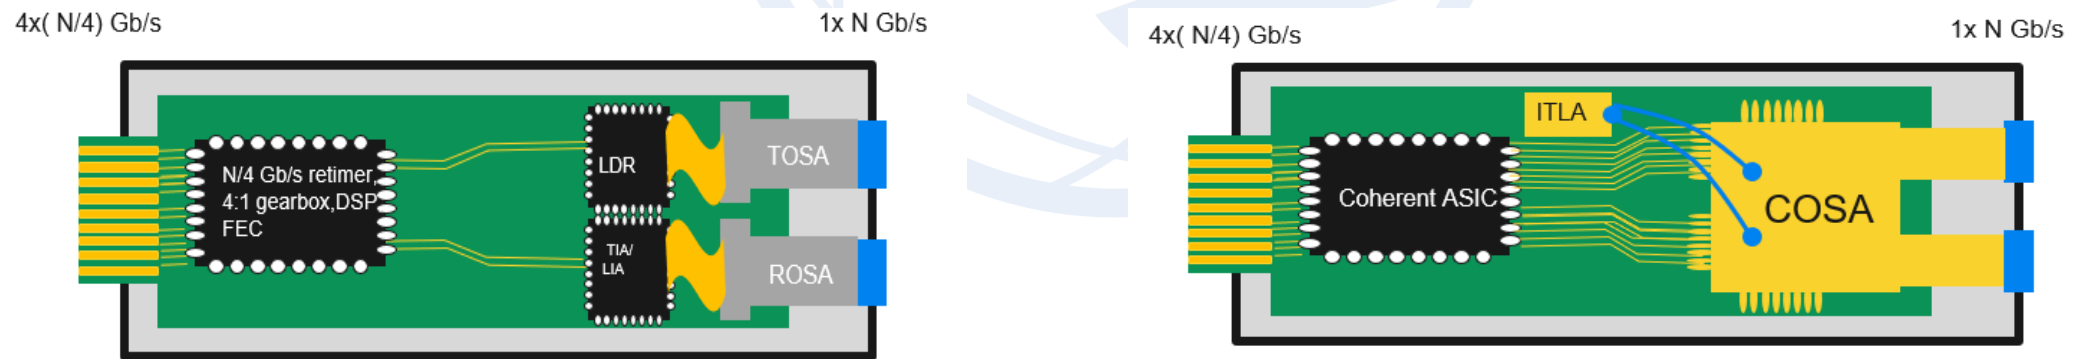 4x( N/4) Gb/s
1x N Gb/s
N/4 Gb/s retimer,
4:1 gearbox,DSP
FEC
LDR
TOSA
TIA/
LIA
ROSA
4x( N/4) Gb/s
1x N Gb/s
ITLA
Coherent ASIC
COSA